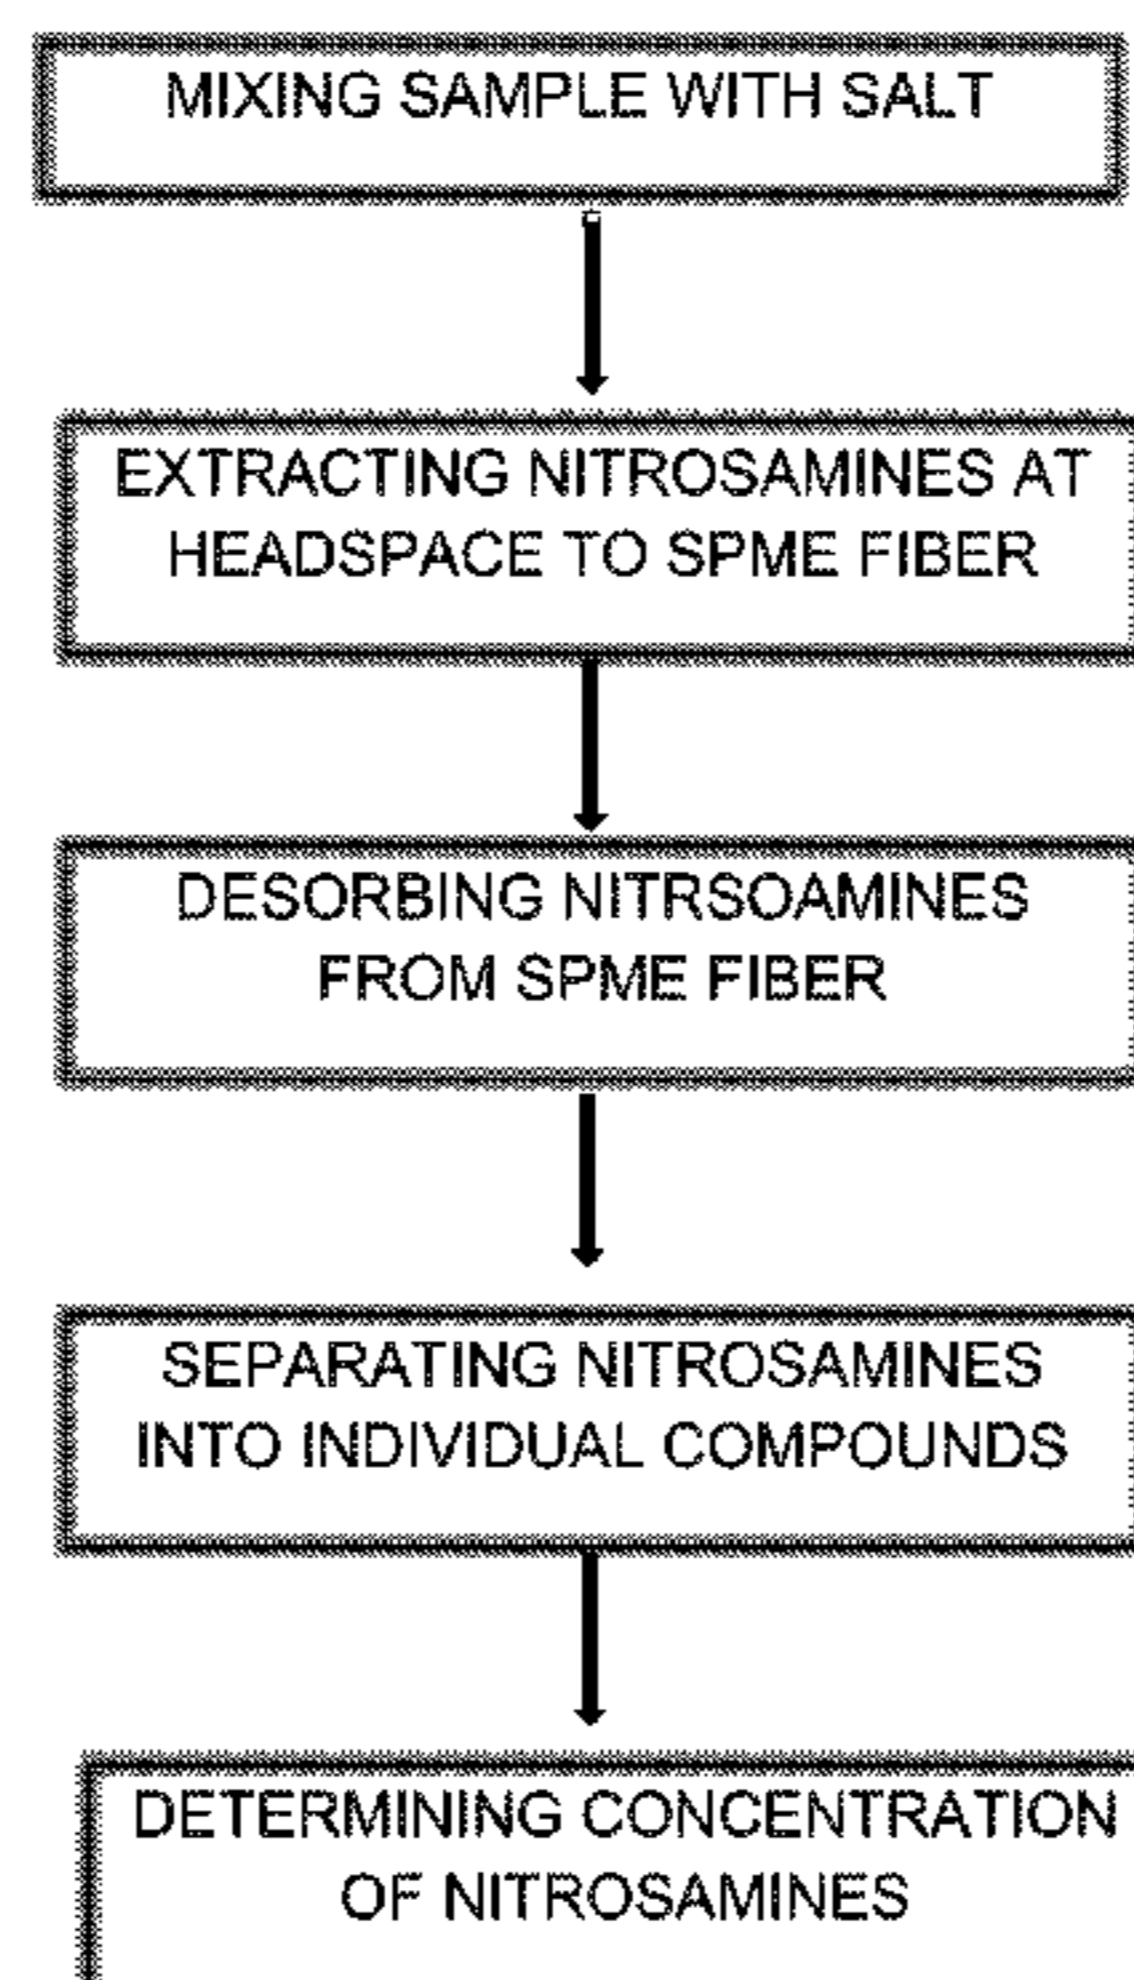 MIXING SAMPLE WITH SALT
EXTRACTING NITROSAMINES AT
HEADSPACE TO SPME FIBER
DESORBING NITRSOAMINES
FROM SPME FIBER
SEPARATING NITROSAMINES
INTO INDIVIDUAL COMPOUNDS
DETERMINING CONCENTRATION
OF NITROSAMINES